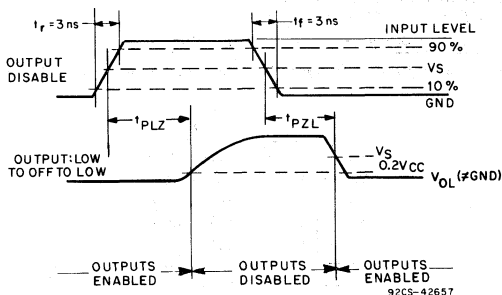 tr = 3 ns
tf = 3 ns
INPUT LEVEL
90 %
OUTPUT
DISABLE
VS
10 %
GND
tPLZ
tPZL
OUTPUT: LOW
TO OFF TO LOW
VS
0.2VCC
VOL (≠GND)
OUTPUTS
ENABLED
OUTPUTS
DISABLED
OUTPUTS
ENABLED
92CS-42657